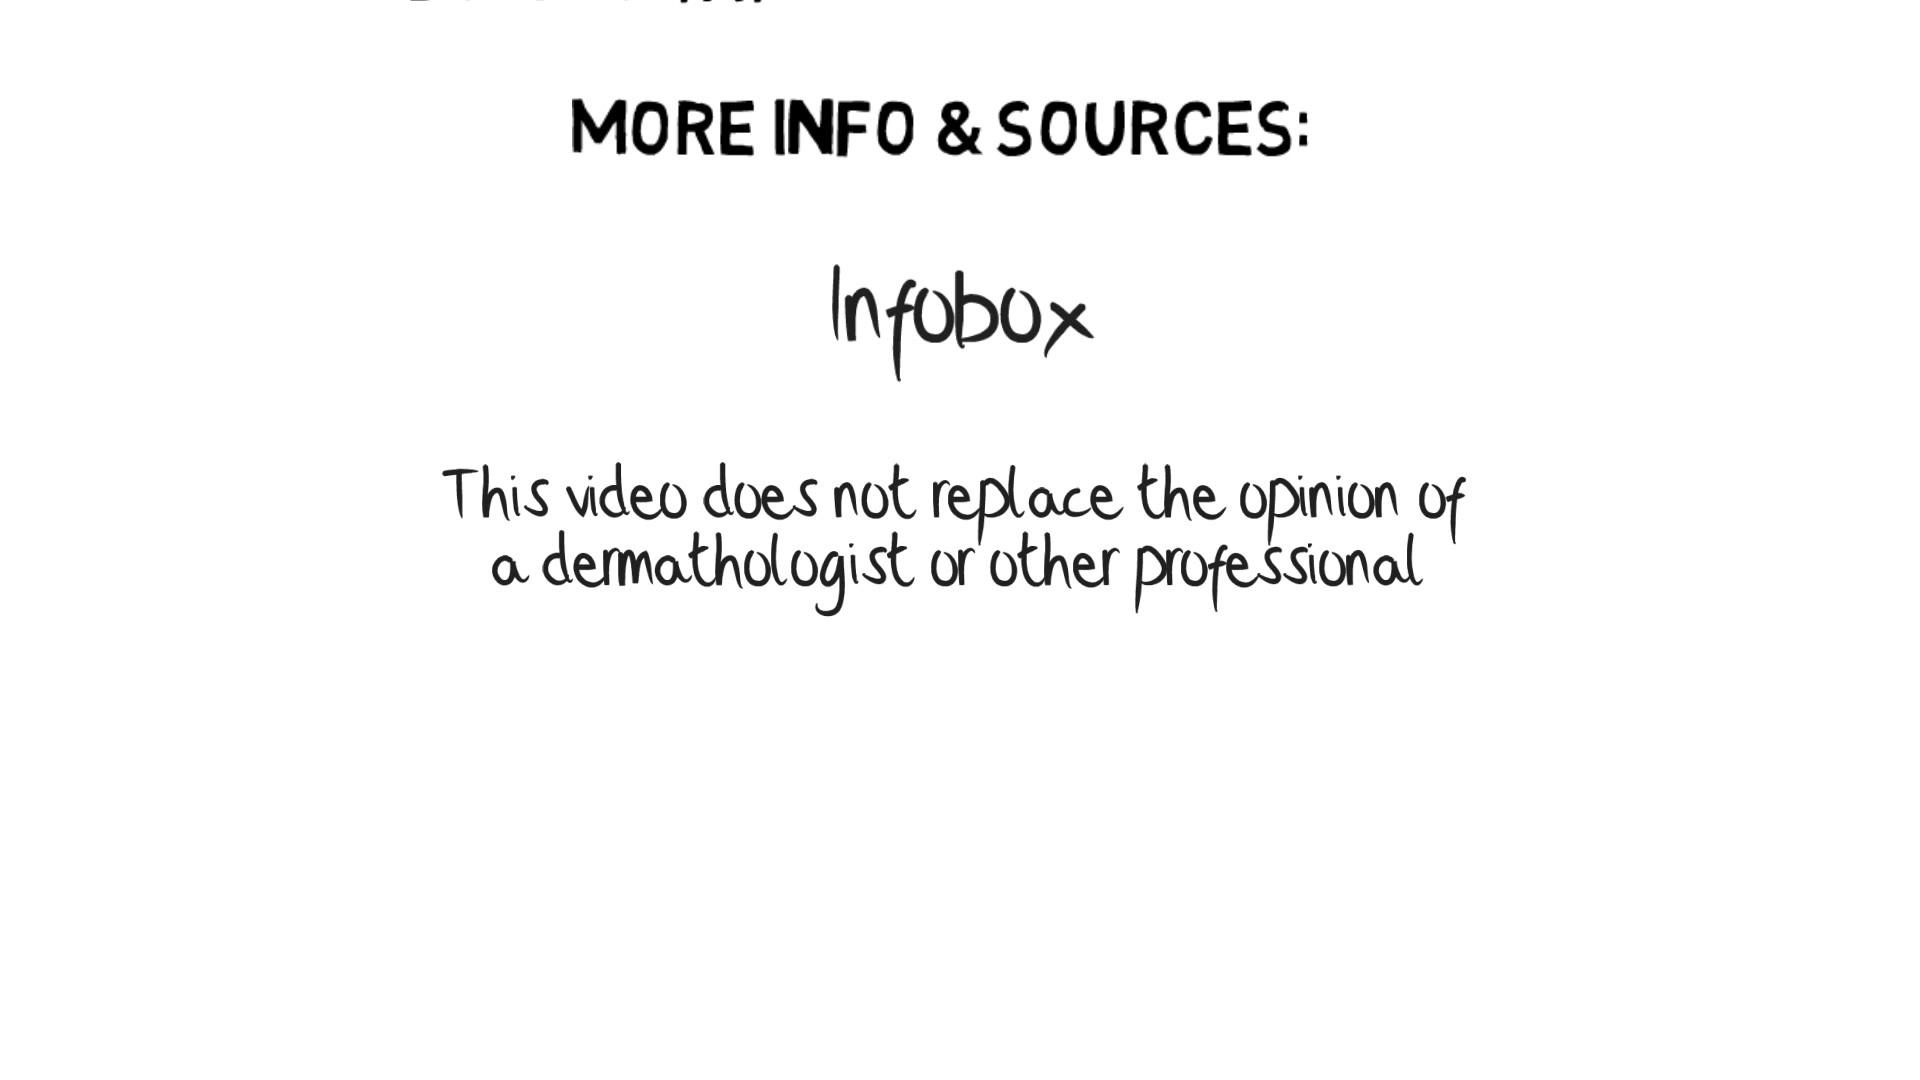 MORE INFO & SOURCES:
Infobox
This video does not replace the opinion of
a dermathologist or other professional